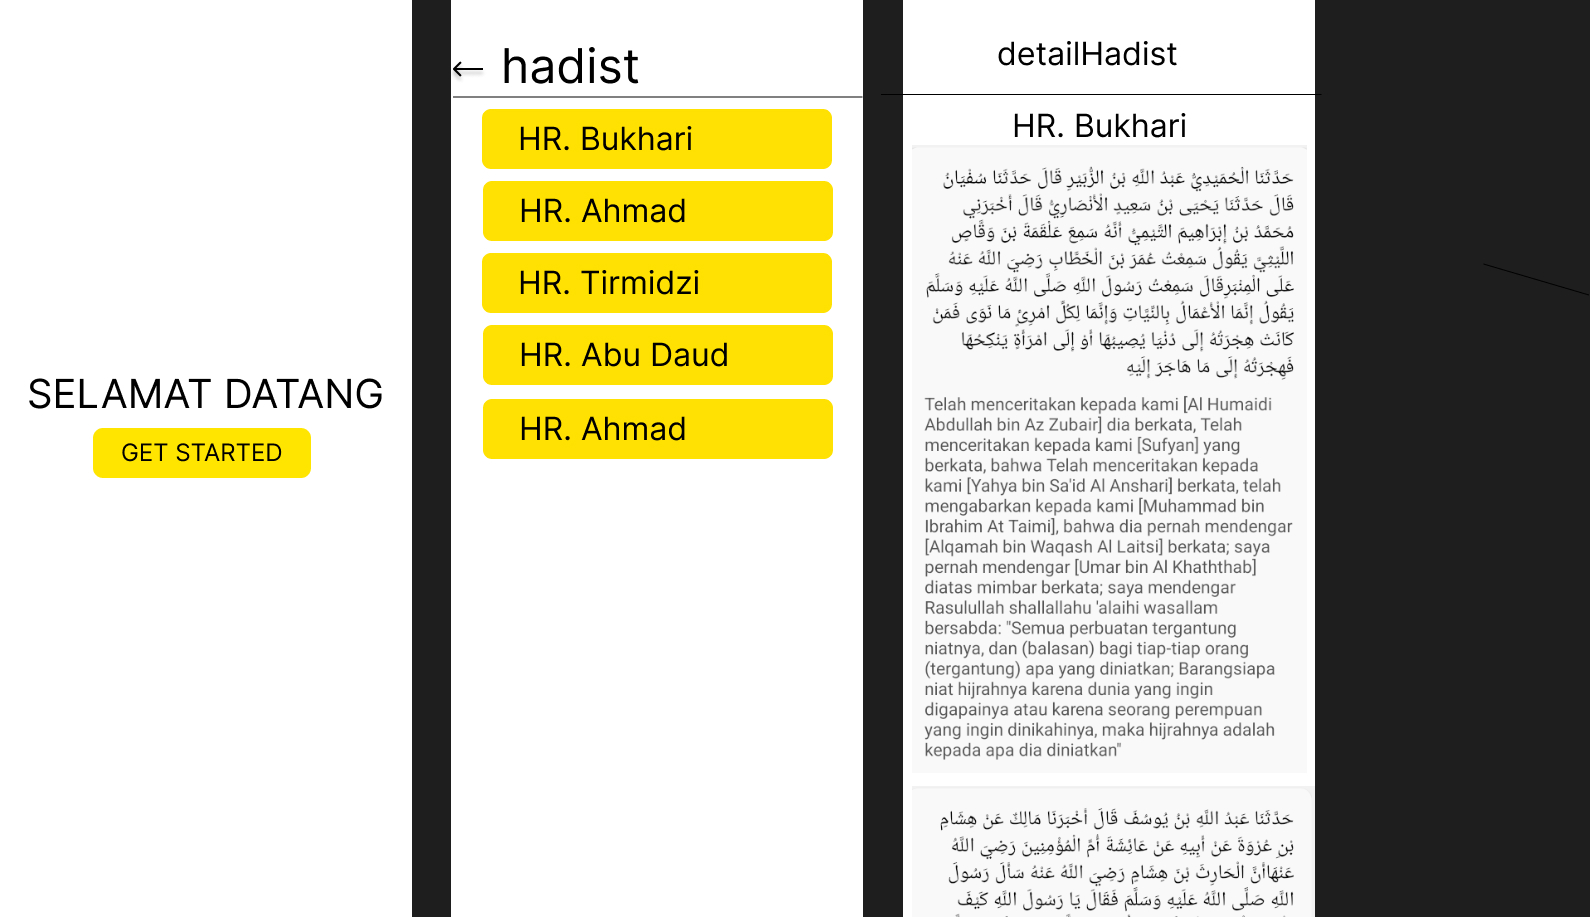 SELAMAT DATANG
GET STARTED
hadist
HR. Bukhari
HR. Ahmad
HR. Tirmidzi
HR. Abu Daud
HR. Ahmad
detailHadist
HR. Bukhari
حَدَّثَنَا الْحُمَيْدِيُّ عَبْدُ اللَّهِ بْنُ الزُّبَيْرِ قَالَ حَدَّثَنَا سُفْيَانُ
قَالَ حَدَّثَنَا يَحْيَى بْنُ سَعِيدٍ الْأَنْصَارِيُّ قَالَ أَخْبَرَنِي
مُحَمَّدُ بْنُ إِبْرَاهِيمَ التَّيْمِيُّ أَنَّهُ سَمِعَ عَلْقَمَةَ بْنَ وَقَّاصٍ
اللَّيْثِيَّ يَقُولُ سَمِعْتُ عُمَرَ بْنَ الْخَطَّابِ رَضِيَ اللَّهُ عَنْهُ
عَلَى الْمِنْبَرِقَالَ سَمِعْتُ رَسُولَ اللَّهِ صَلَّى اللَّهُ عَلَيْهِ وَسَلَّمَ
يَقُولُ إِنَّمَا الْأَعْمَالُ بِالنِّيَّاتِ وَإِنَّمَا لِكُلِّ امْرِئٍ مَا نَوَى فَمَنْ
كَانَتْ هِجْرَتُهُ إِلَى دُنْيَا يُصِيبُهَا أَوْ إِلَى امْرَأَةٍ يَنْكِحُهَا
فَهِجْرَتُهُ إِلَى مَا هَاجَرَ إِلَيْهِ
Telah menceritakan kepada kami [Al Humaidi
Abdullah bin Az Zubair] dia berkata, Telah
menceritakan kepada kami [Sufyan] yang
berkata, bahwa Telah menceritakan kepada
kami [Yahya bin Sa'id Al Anshari] berkata, telah
mengabarkan kepada kami [Muhammad bin
Ibrahim At Taimi], bahwa dia pernah mendengar
[Alqamah bin Waqash Al Laitsi] berkata; saya
pernah mendengar [Umar bin Al Khaththab]
diatas mimbar berkata; saya mendengar
Rasulullah shallallahu 'alaihi wasallam
bersabda: "Semua perbuatan tergantung
niatnya, dan (balasan) bagi tiap-tiap orang
(tergantung) apa yang diniatkan; Barangsiapa
niat hijrahnya karena dunia yang ingin
digapainya atau karena seorang perempuan
yang ingin dinikahinya, maka hijrahnya adalah
kepada apa dia diniatkan"
حَدَّثَنَا عَبْدُ اللَّهِ بْنُ يُوسُفَ قَالَ أَخْبَرَنَا مَالِكٌ عَنْ هِشَامِ
بْنِ عُرْوَةَ عَنْ أَبِيهِ عَنْ عَائِشَةَ أُمِّ الْمُؤْمِنِينَ رَضِيَ اللَّهُ
عَنْهَاأَنَّ الْحَارِثَ بْنَ هِشَامٍ رَضِيَ اللَّهُ عَنْهُ سَأَلَ رَسُولَ
اللَّهِ صَلَّى اللَّهُ عَلَيْهِ وَسَلَّمَ فَقَالَ يَا رَسُولَ اللَّهِ كَيْفَ